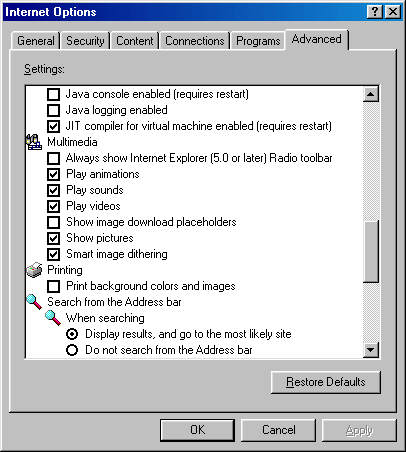 Internet Options
General Security Content Connections Programs Advanced
Settings:
Java console enabled (requires restart)
Java logging enabled
JIT compiler for virtual machine enabled (requires restart)
Multimedia
Always show Internet Explorer (5.0 or later) Radio toolbar
Play animations
Play sounds
Play videos
Show image download placeholders
Show pictures
Smart image dithering
Printing
Print background colors and images
Search from the Address bar
When searching
Display results, and go to the most likely site
Do not search from the Address bar
Restore Defaults
OK Cancel Apply